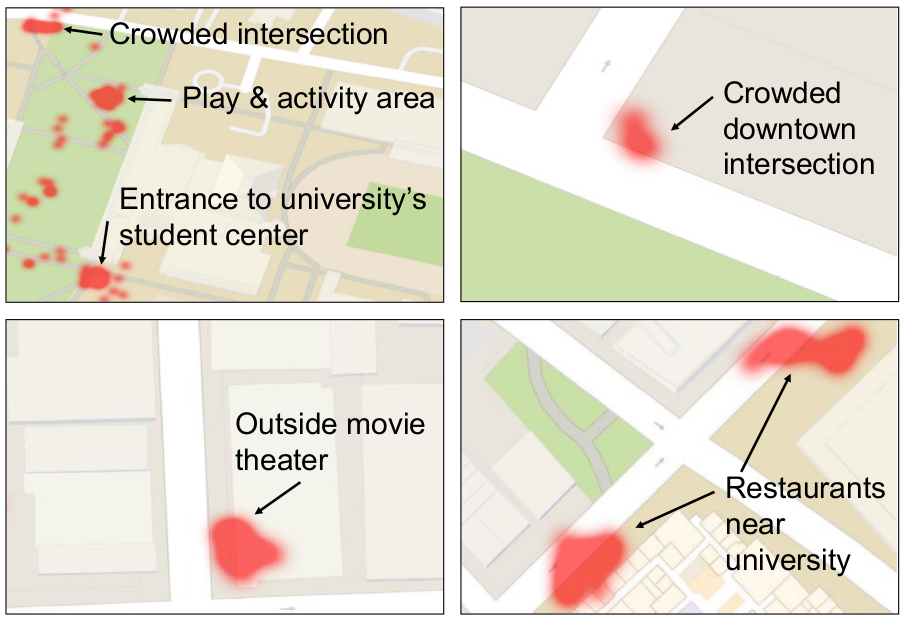 Crowded intersection
Play & activity area
Entrance to university's
student center
Crowded
downtown
intersection
Outside movie
theater
Restaurants
near
university